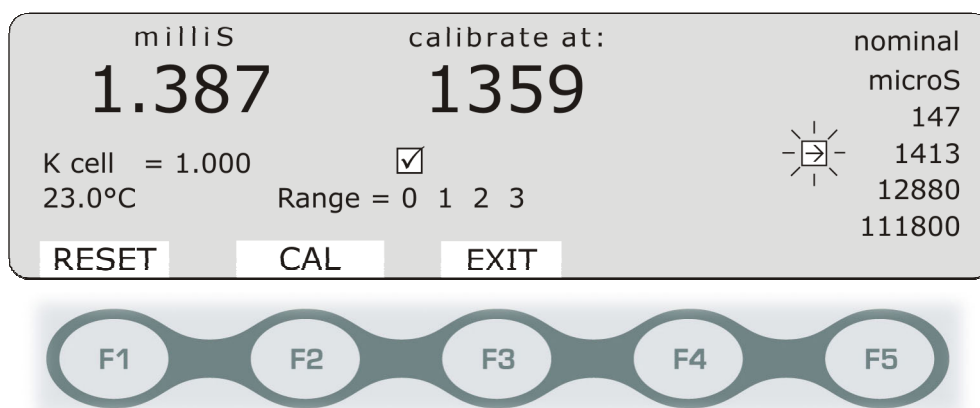 milliS calibrate at: nominal
1.387 1359 microS
147
K cell = 1.000 ☑ → 1413
23.0°C Range = 0 1 2 3 12880
111800
RESET CAL EXIT
F1 F2 F3 F4 F5